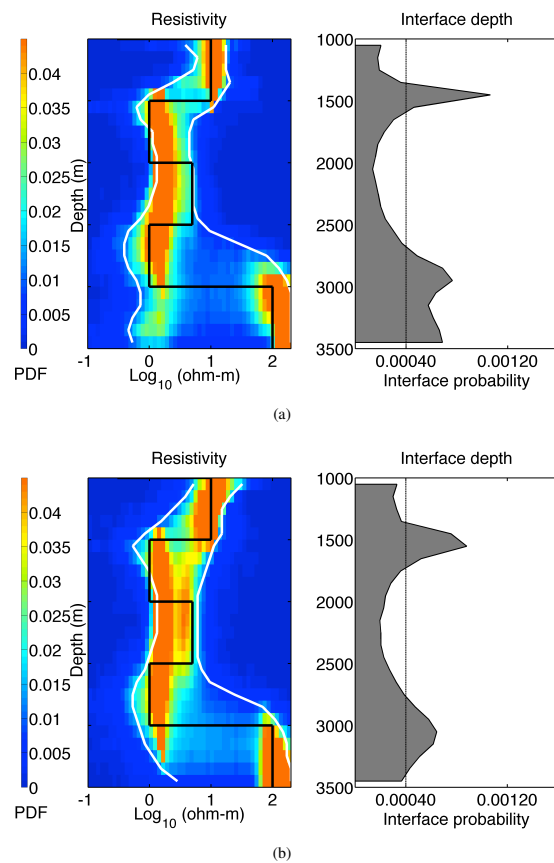 Resistivity
Interface depth
0.04
0.035
0.03
0.025
0.02
0.015
0.01
0.005
0
PDF
Depth (m)
-1 0 1 2
Log10 (ohm-m)
1000
1500
2000
2500
3000
3500
0.00040 0.00120
Interface probability
(a)
Resistivity
Interface depth
0.04
0.035
0.03
0.025
0.02
0.015
0.01
0.005
0
PDF
Depth (m)
-1 0 1 2
Log10 (ohm-m)
1000
1500
2000
2500
3000
3500
0.00040 0.00120
Interface probability
(b)